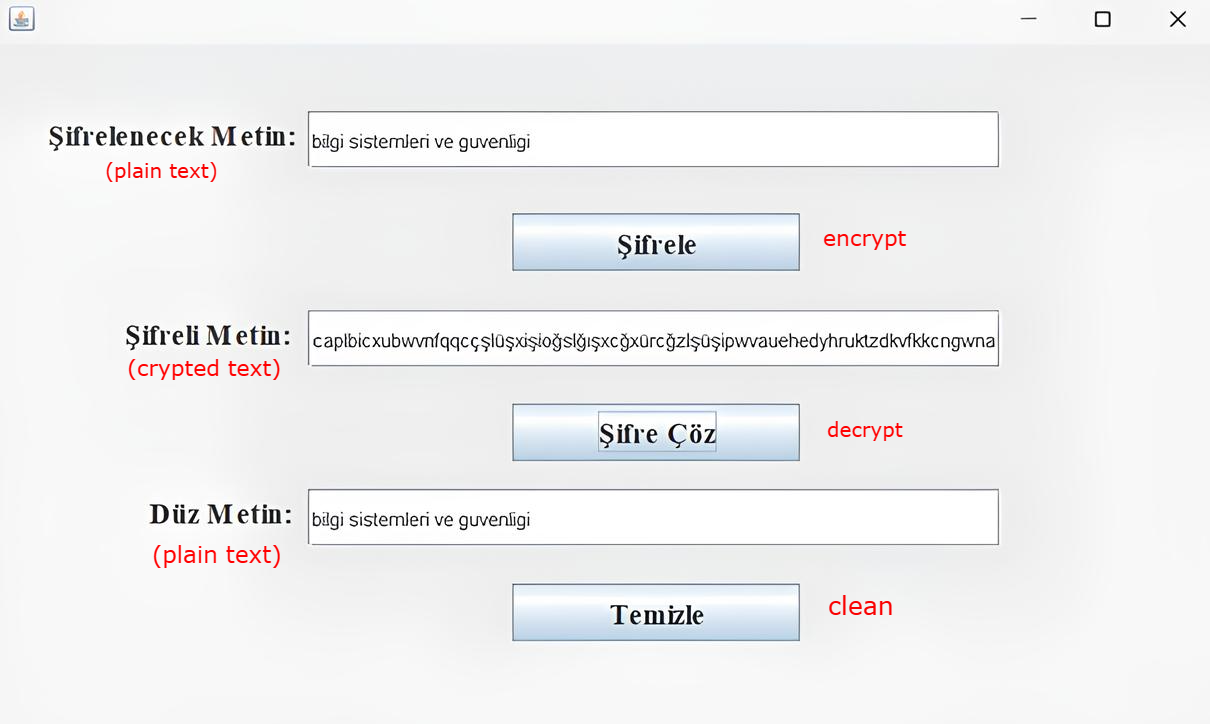 Şifrelenecek Metin: bilgi sistemleri ve guvenligi
(plain text)
Şifrele encrypt
Şifreli Metin: caplbicxubwvnfqqcçşlüşxişioğslğışxcğxürcğzlşüşipwvauehedyhruktzdkvfkkcngwna
(crypted text)
Şifre Çöz decrypt
Düz Metin: bilgi sistemleri ve guvenligi
(plain text)
Temizle clean